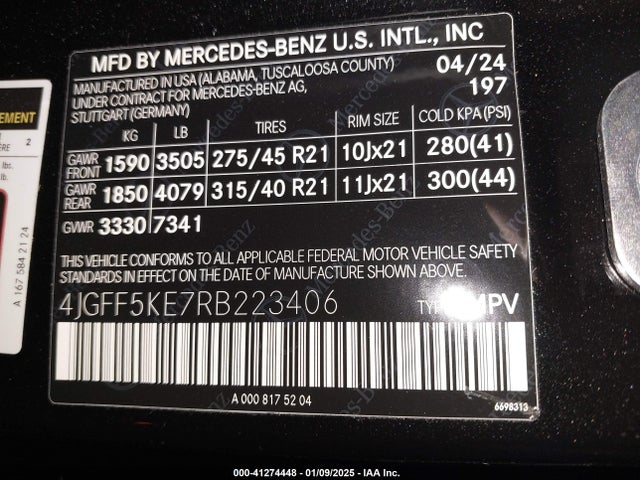 MFD BY MERCEDES-BENZ U.S. INTL., INC
MANUFACTURED IN USA (ALABAMA, TUSCALOOSA COUNTY) 04/24
UNDER CONTRACT FOR MERCEDES-BENZ AG, 197
STUTTGART (GERMANY)
KG LB TIRES RIM SIZE COLD KPA (PSI)
GAWR FRONT 1590 3505 275/45 R21 10Jx21 280(41)
GAWR REAR 1850 4079 315/40 R21 11Jx21 300(44)
GVWR 3330 7341
THIS VEHICLE CONFORMS TO ALL APPLICABLE FEDERAL MOTOR VEHICLE SAFETY
STANDARDS IN EFFECT ON THE DATE OF MANUFACTURE SHOWN ABOVE.
4JGFF5KE7RB223406 MPV
A 000 817 52 04
6698313
EMENT
2
lbs.
A 167 584 21 24
000-41274448 - 01/09/2025 - IAA Inc.